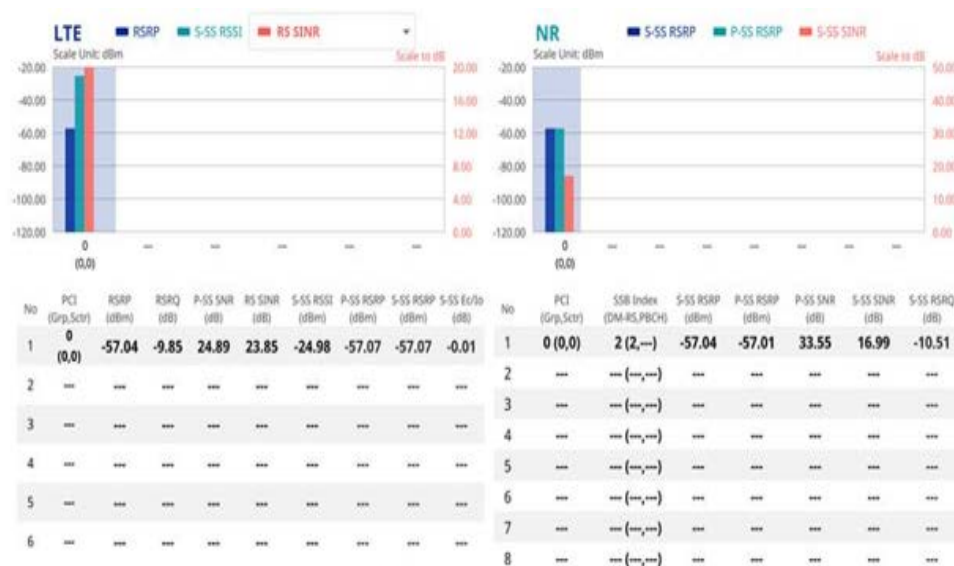 LTE RSRP S-SS RSSI RS SINR
Scale Unit: dBm Scale to dB
-20.00 20.00
-40.00 16.00
-60.00 12.00
-80.00 8.00
-100.00 4.00
-120.00 0.00
0 --- --- --- --- ---
(0,0)
No PCI (Grp,Sctr) RSRP (dBm) RSRQ (dB) P-SS SNR (dB) RS SINR (dB) S-SS RSSI (dBm) P-SS RSRP (dBm) S-SS RSRP (dBm) S-SS Ec/Io (dB)
1 0 (0,0) -57.04 -9.85 24.89 23.85 -24.98 -57.07 -57.07 -0.01
2 --- --- --- --- --- --- --- --- ---
3 --- --- --- --- --- --- --- --- ---
4 --- --- --- --- --- --- --- --- ---
5 --- --- --- --- --- --- --- --- ---
6 --- --- --- --- --- --- --- --- ---
NR S-SS RSRP P-SS RSRP S-SS SINR
Scale Unit: dBm Scale to dB
-20.00 50.00
-40.00 40.00
-60.00 30.00
-80.00 20.00
-100.00 10.00
-120.00 0.00
0 --- --- --- --- --- --- ---
(0,0)
No PCI (Grp,Sctr) SSB Index (DM-RS,PBCH) S-SS RSRP (dBm) P-SS RSRP (dBm) P-SS SNR (dB) S-SS SINR (dB) S-SS RSRQ (dB)
1 0 (0,0) 2 (2,---) -57.04 -57.01 33.55 16.99 -10.51
2 --- --- (---,---) --- --- --- --- ---
3 --- --- (---,---) --- --- --- --- ---
4 --- --- (---,---) --- --- --- --- ---
5 --- --- (---,---) --- --- --- --- ---
6 --- --- (---,---) --- --- --- --- ---
7 --- --- (---,---) --- --- --- --- ---
8 --- --- (---,---) --- --- --- --- ---